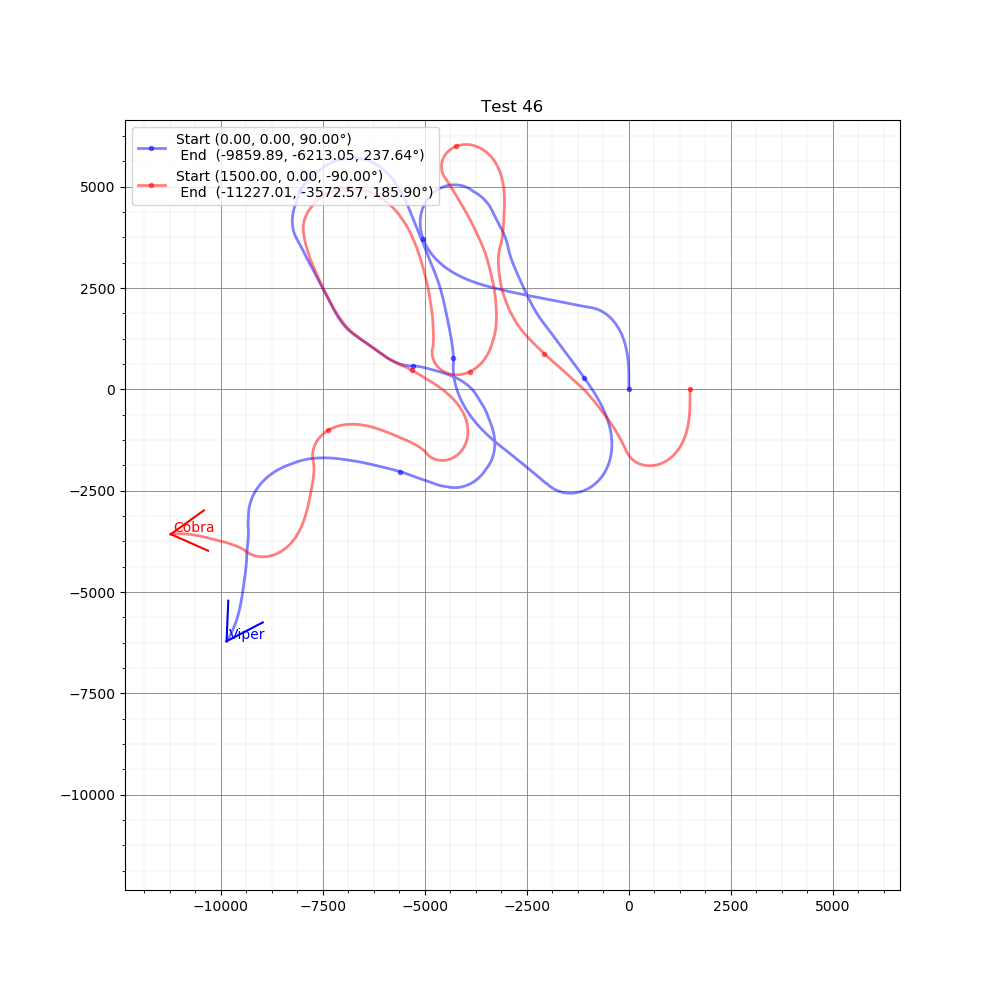 Test 46
Start (0.00, 0.00, 90.00°)
End  (-9859.89, -6213.05, 237.64°)
Start (1500.00, 0.00, -90.00°)
End  (-11227.01, -3572.57, 185.90°)
5000
2500
0
−2500
−5000
−7500
−10000
Cobra
Viper
−10000 −7500 −5000 −2500 0 2500 5000